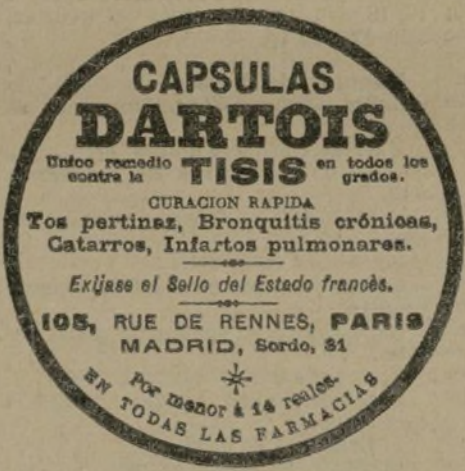 CAPSULAS
DARTOIS
Unico remedio contra la TISIS en todos los grados.
CURACION RAPIDA
Tos pertinaz, Bronquitis crónicas,
Catarros, Infartos pulmonares.
Exíjase el Sello del Estado francès.
105, RUE DE RENNES, PARIS
MADRID, Sordo, 31
Por menor à 14 reales.
EN TODAS LAS FARMACIAS